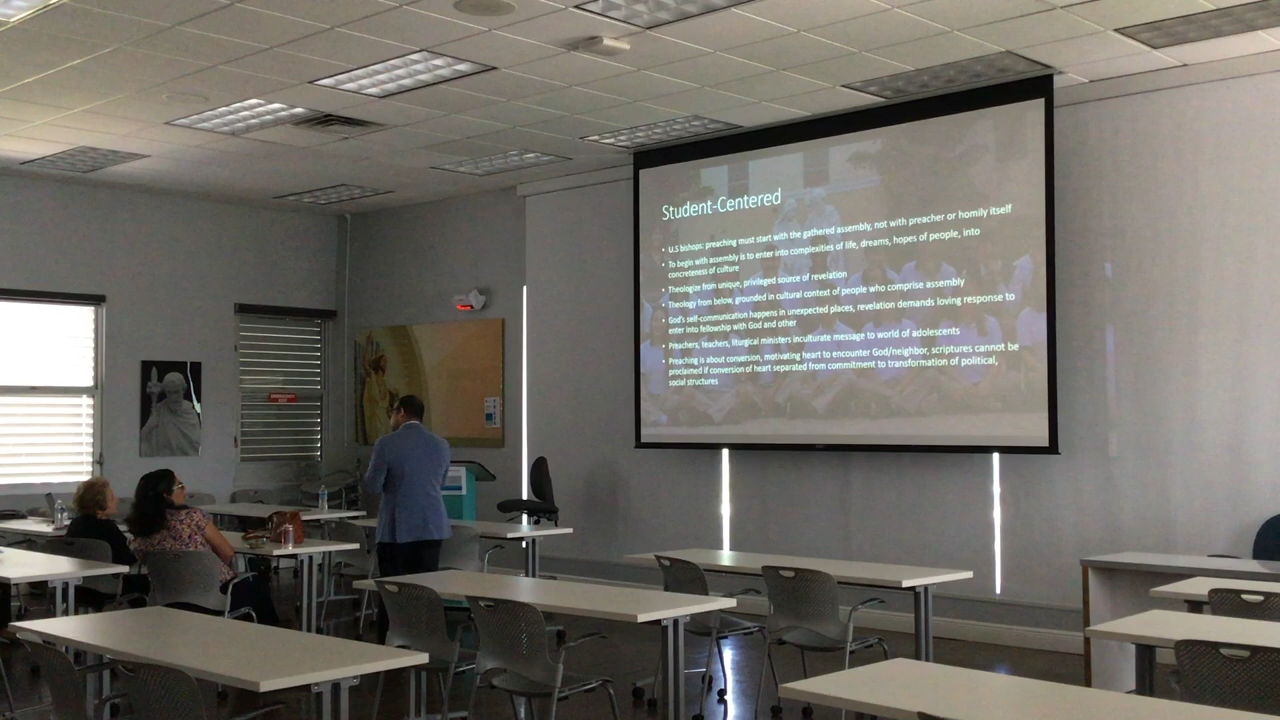 Student-Centered
• U.S bishops: preaching must start with the gathered assembly, not with preacher or homily itself
• To begin with assembly is to enter into complexities of life, dreams, hopes of people, into
concreteness of culture
• Theologize from unique, privileged source of revelation
• Theology from below, grounded in cultural context of people who comprise assembly
• God's self-communication happens in unexpected places, revelation demands loving response to
enter into fellowship with God and other
• Preachers, teachers, liturgical ministers inculturate message to world of adolescents
• Preaching is about conversion, motivating heart to encounter God/neighbor, scriptures cannot be
proclaimed if conversion of heart separated from commitment to transformation of political,
social structures
EMERGENCY
EXIT